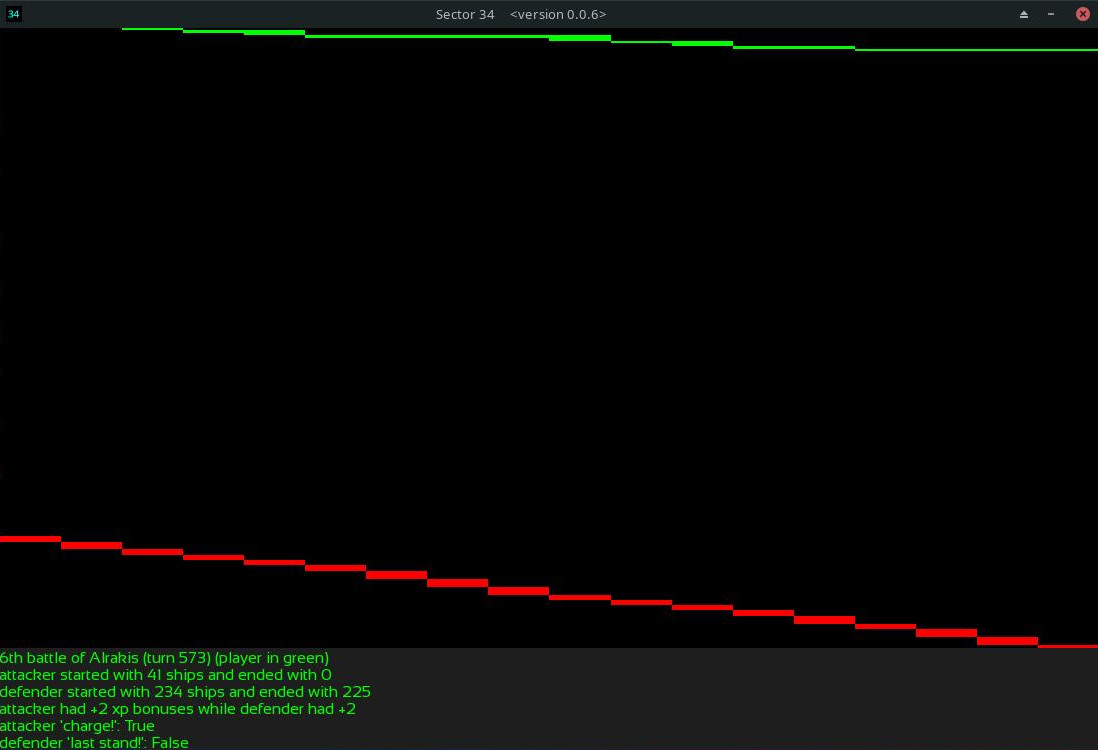 34
Sector 34 <version 0.0.6>
6th battle of Alrakis (turn 573) (player in green)
attacker started with 41 ships and ended with 0
defender started with 234 ships and ended with 225
attacker had +2 xp bonuses while defender had +2
attacker 'charge!': True
defender 'last stand!': False